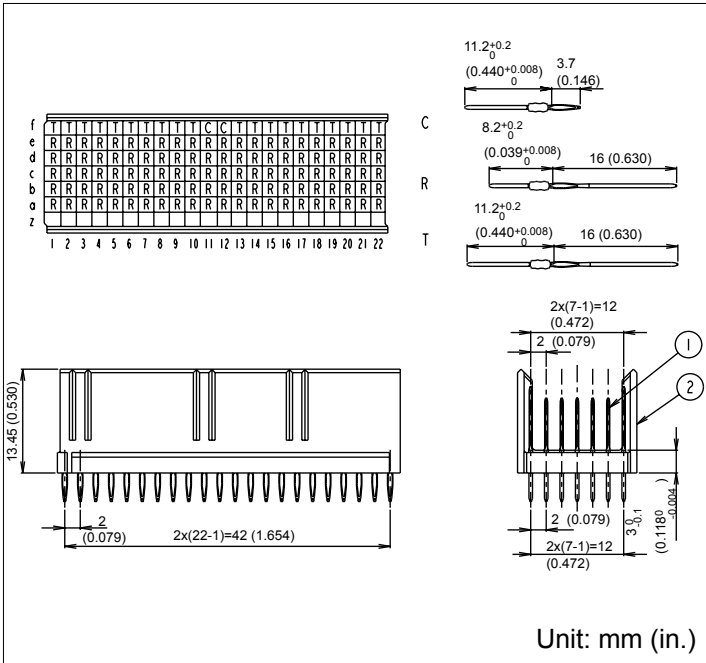 11.2+0.2 0
(0.440+0.008 0)
3.7
(0.146)
C
8.2+0.2 0
(0.039+0.008 0)
16 (0.630)
R
11.2+0.2 0
(0.440+0.008 0)
16 (0.630)
T
f T T T T T T T T T T C C T T T T T T T T T T
e R R R R R R R R R R R R R R R R R R R R R R
d R R R R R R R R R R R R R R R R R R R R R R
c R R R R R R R R R R R R R R R R R R R R R R
b R R R R R R R R R R R R R R R R R R R R R R
a R R R R R R R R R R R R R R R R R R R R R R
z
1 2 3 4 5 6 7 8 9 10 11 12 13 14 15 16 17 18 19 20 21 22
13.45 (0.530)
2
(0.079)
2x(22-1)=42 (1.654)
2x(7-1)=12
(0.472)
2 (0.079)
1
2
2 (0.079)
2x(7-1)=12
(0.472)
3 0 -0.1
(0.118 0 -0.004)
Unit: mm (in.)